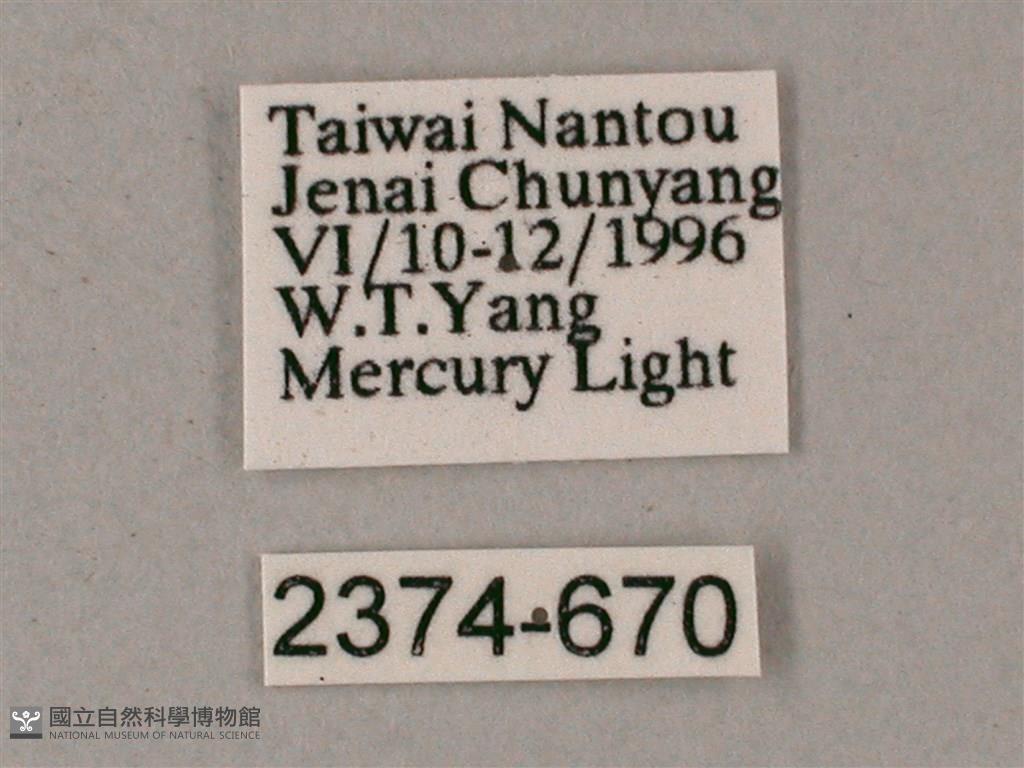 Taiwai Nantou
Jenai Chunyang
VI/10-12/1996
W.T.Yang
Mercury Light
2374-670
國立自然科學博物館
NATIONAL MUSEUM OF NATURAL SCIENCE